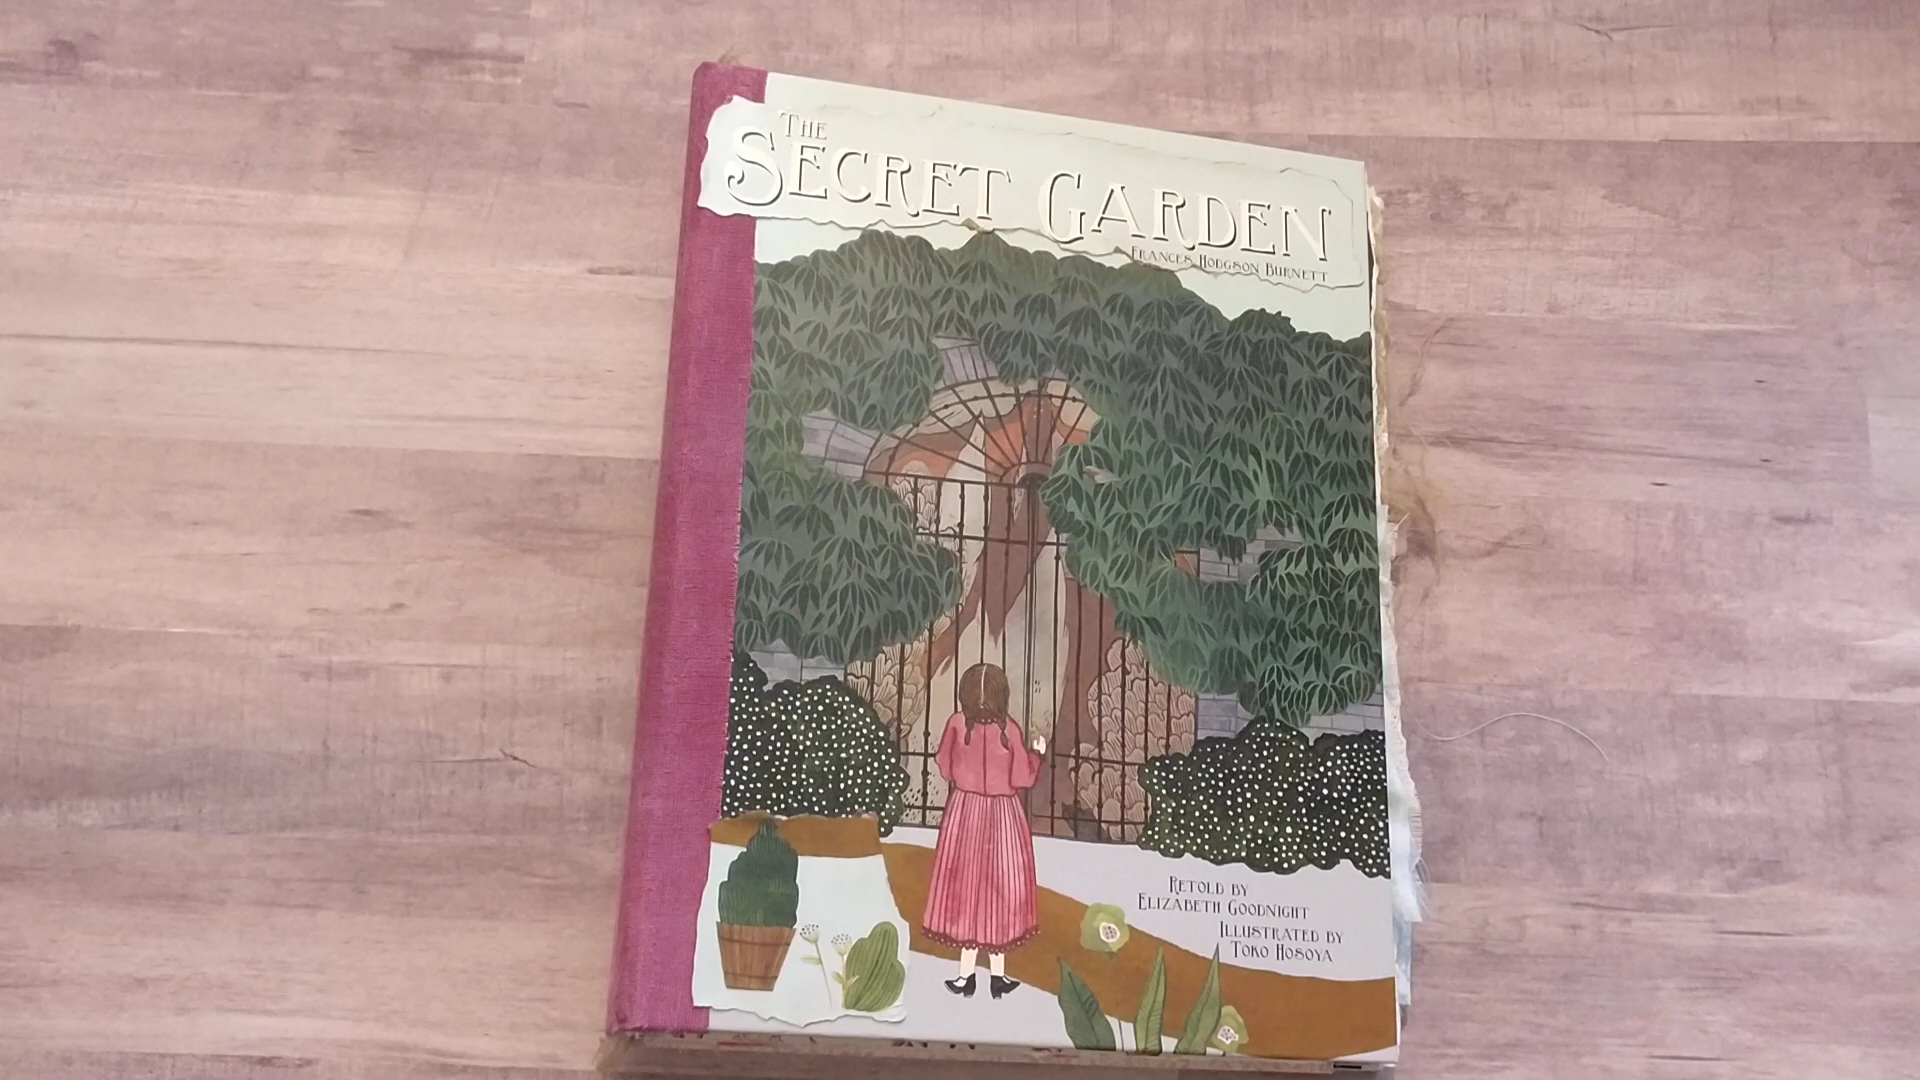 THE
SECRET GARDEN
FRANCES HODGSON BURNETT
RETOLD BY
ELIZABETH GOODNIGHT
ILLUSTRATED BY
TOKO HOSOYA